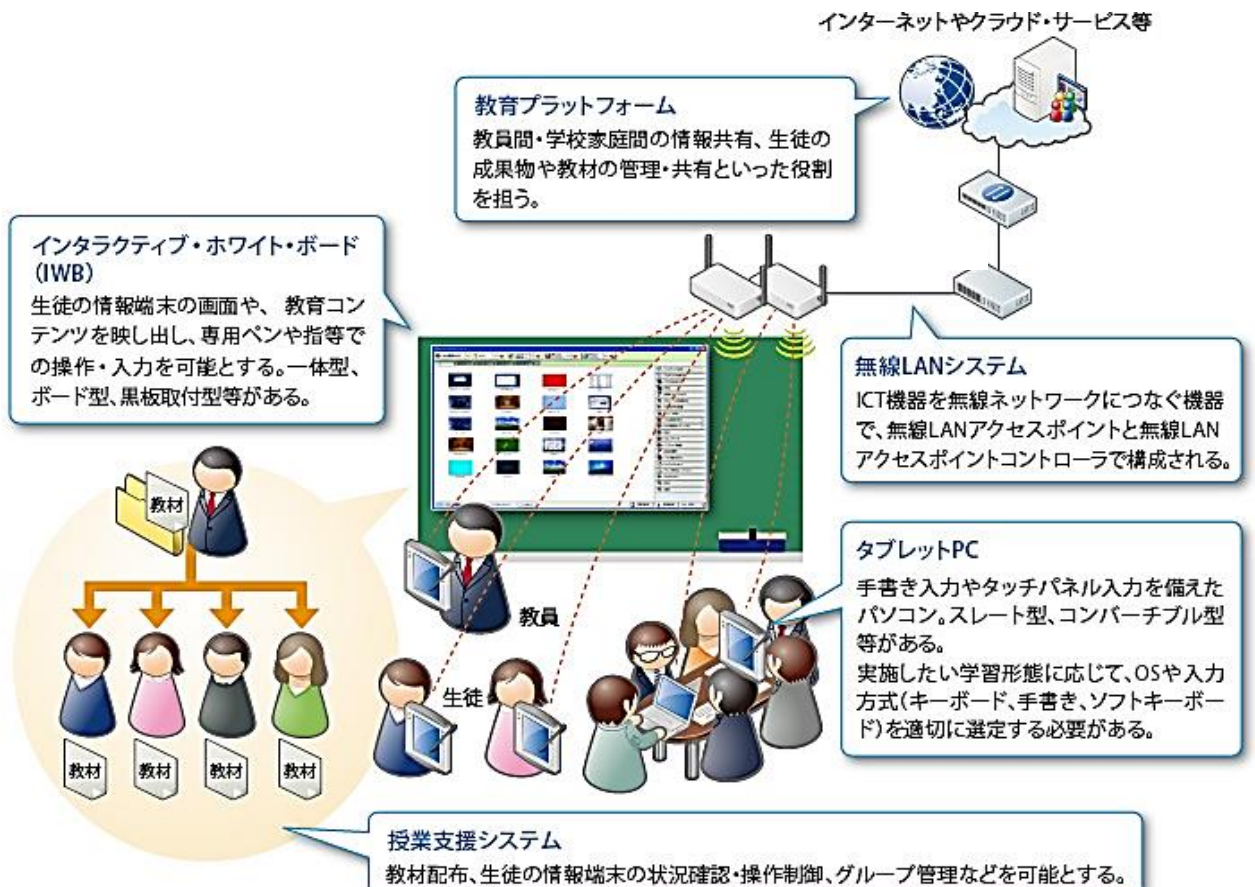 インターネットやクラウド・サービス等
教育プラットフォーム
教員間・学校家庭間の情報共有、生徒の
成果物や教材の管理・共有といった役割
を担う。
インタラクティブ・ホワイト・ボード
(IWB)
生徒の情報端末の画面や、 教育コン
テンツを映し出し、専用ペンや指等で
の操作・入力を可能とする。一体型、
ボード型、黒板取付型等がある。
無線LANシステム
ICT機器を無線ネットワークにつなぐ機器
で、無線LANアクセスポイントと無線LAN
アクセスポイントコントローラで構成される。
教材
教員
生徒
タブレットPC
手書き入力やタッチパネル入力を備えた
パソコン。スレート型、コンバーチブル型
等がある。
実施したい学習形態に応じて、OSや入力
方式(キーボード、手書き、ソフトキーボー
ド)を適切に選定する必要がある。
教材 教材 教材 教材
授業支援システム
教材配布、生徒の情報端末の状況確認・操作制御、グループ管理などを可能とする。